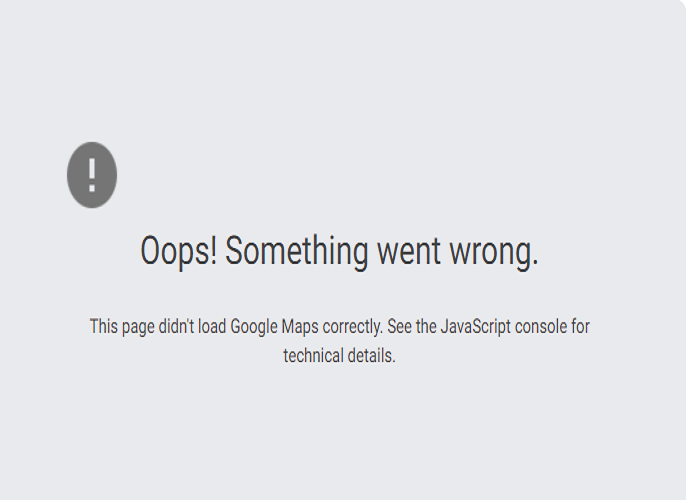 !
Oops! Something went wrong.
This page didn't load Google Maps correctly. See the JavaScript console for
technical details.